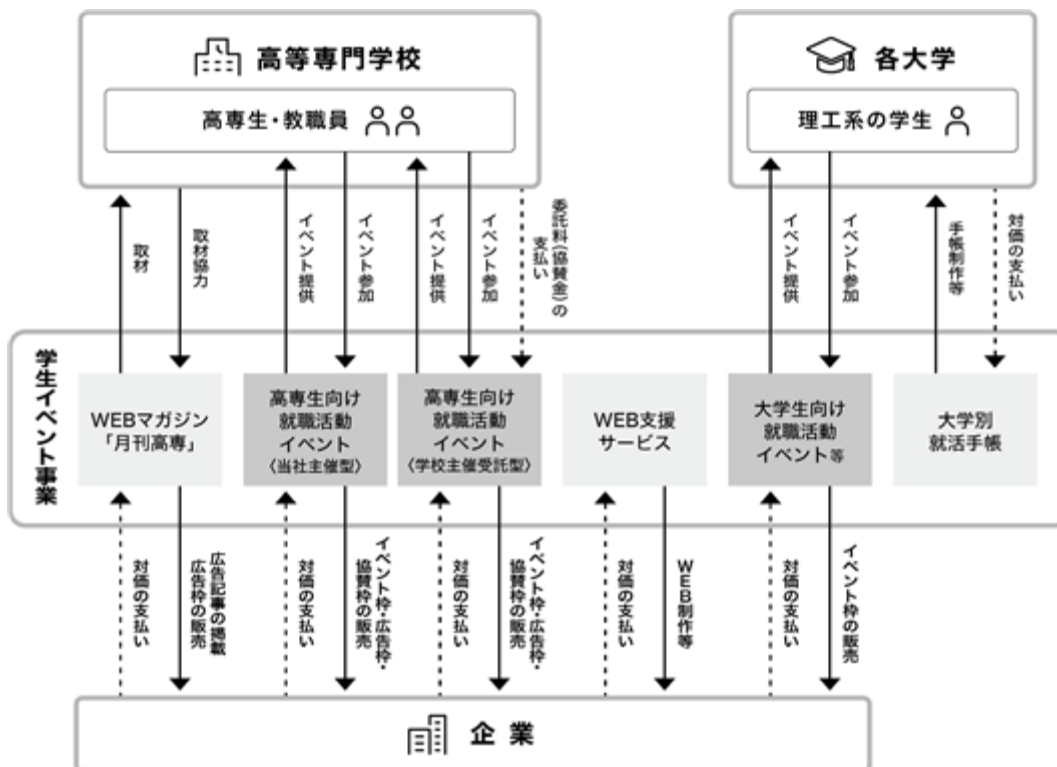 高等専門学校
各大学
高専生・教職員
理工系の学生
取材
取材協力
イベント提供
イベント参加
イベント提供
イベント参加
委託料(協賛金)の
支払い
イベント提供
イベント参加
手帳制作等
対価の支払い
学生イベント事業
WEBマガジン
「月刊高専」
高専生向け
就職活動
イベント
〈当社主催型〉
高専生向け
就職活動
イベント
〈学校主催受託型〉
WEB支援
サービス
大学生向け
就職活動
イベント等
大学別
就活手帳
対価の支払い
広告記事の掲載
広告枠の販売
対価の支払い
イベント枠・広告枠・
協賛枠の販売
対価の支払い
イベント枠・広告枠・
協賛枠の販売
対価の支払い
WEB制作等
対価の支払い
イベント枠の販売
企業